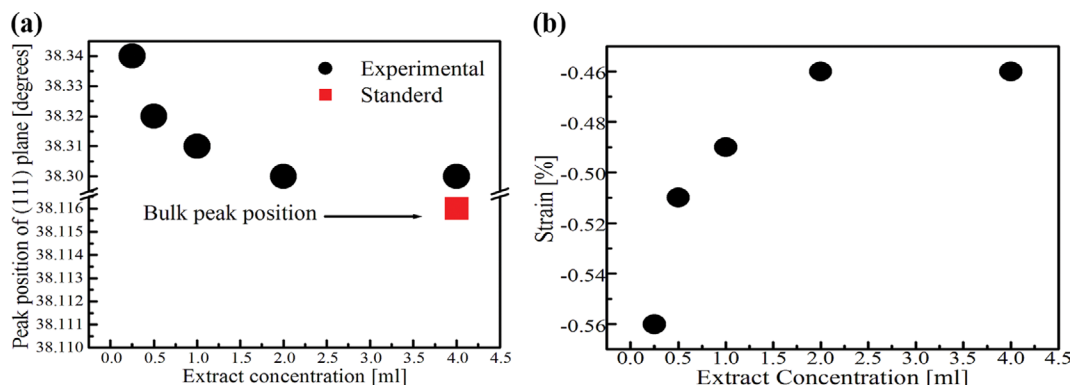 (a)
Peak position of (111) plane [degrees]
38.34
38.33
38.32
38.31
38.30
38.116
38.115
38.114
38.113
38.112
38.111
38.110
Experimental
Standerd
Bulk peak position
0.0 0.5 1.0 1.5 2.0 2.5 3.0 3.5 4.0 4.5
Extract concentration [ml]
(b)
Strain [%]
-0.46
-0.48
-0.50
-0.52
-0.54
-0.56
0.0 0.5 1.0 1.5 2.0 2.5 3.0 3.5 4.0 4.5
Extract Concentration [ml]